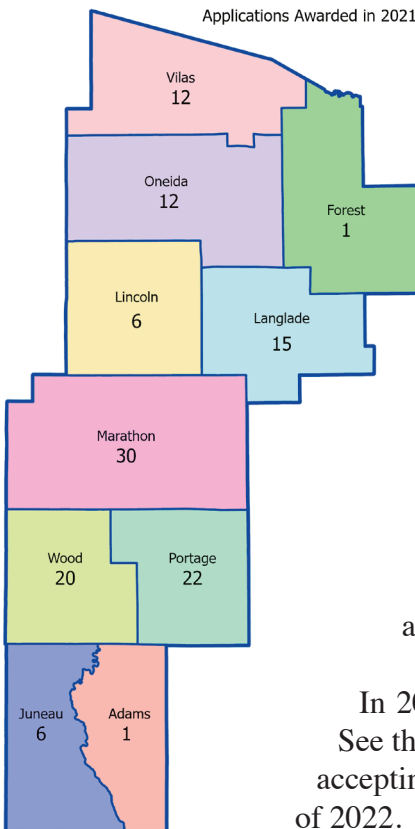 Applications Awarded in 2021
Vilas
12
Oneida
12
Forest
1
Lincoln
6
Langlade
15
Marathon
30
Wood
20
Portage
22
Juneau
6
Adams
1
a
In 20
See th
acceptin
of 2022.